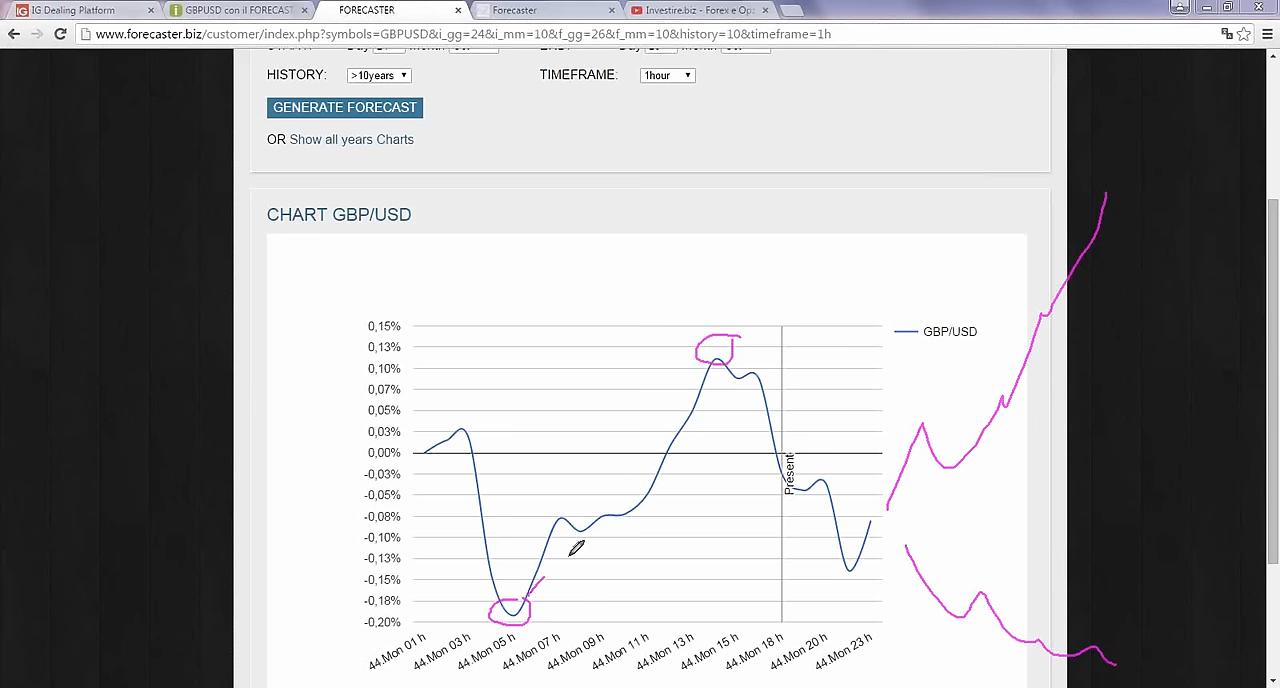 IG Dealing Platform
GBPUSD con il FORECAST
FORECASTER
Forecaster
Investire.biz - Forex e Opz
www.forecaster.biz/customer/index.php?symbols=GBPUSD&i_gg=24&i_mm=10&f_gg=26&f_mm=10&history=10&timeframe=1h
HISTORY: >10years TIMEFRAME: 1hour
GENERATE FORECAST
OR Show all years Charts
CHART GBP/USD
0,15%
0,13%
0,10%
0,07%
0,05%
0,03%
0,00%
-0,03%
-0,05%
-0,08%
-0,10%
-0,13%
-0,15%
-0,18%
-0,20%
GBP/USD
Present
44 Mon 01 h
44 Mon 03 h
44 Mon 05 h
44 Mon 07 h
44 Mon 09 h
44 Mon 11 h
44 Mon 13 h
44 Mon 15 h
44 Mon 18 h
44 Mon 20 h
44 Mon 23 h